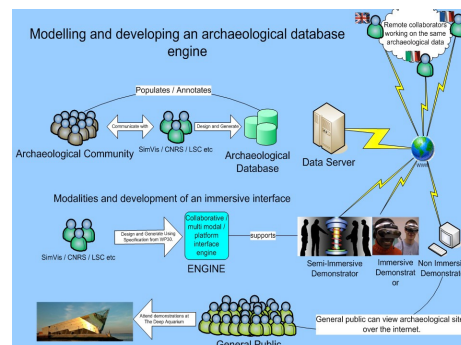 Modelling and developing an archaeological database
engine
Remote collaborators
working on the same
archaeological data
Populates / Annotates
Communicate with
Design and Generate
SimVis / CNRS / LSC etc
Archaeological Community
Archaeological
Database
Data Server
www
Modalities and development of an immersive interface
Design and Generate Using
Specification from WP30.
Collaborative /
multi modal /
platform
interface
engine
supports
SimVis / CNRS / LSC etc
ENGINE
Semi-Immersive
Demonstrator
Immersive
Demonstrat
or
Non Immersi
Demonstrat
Attend demonstrations at
The Deep Aquarium
General public can view archaeological site
over the internet.
General Public